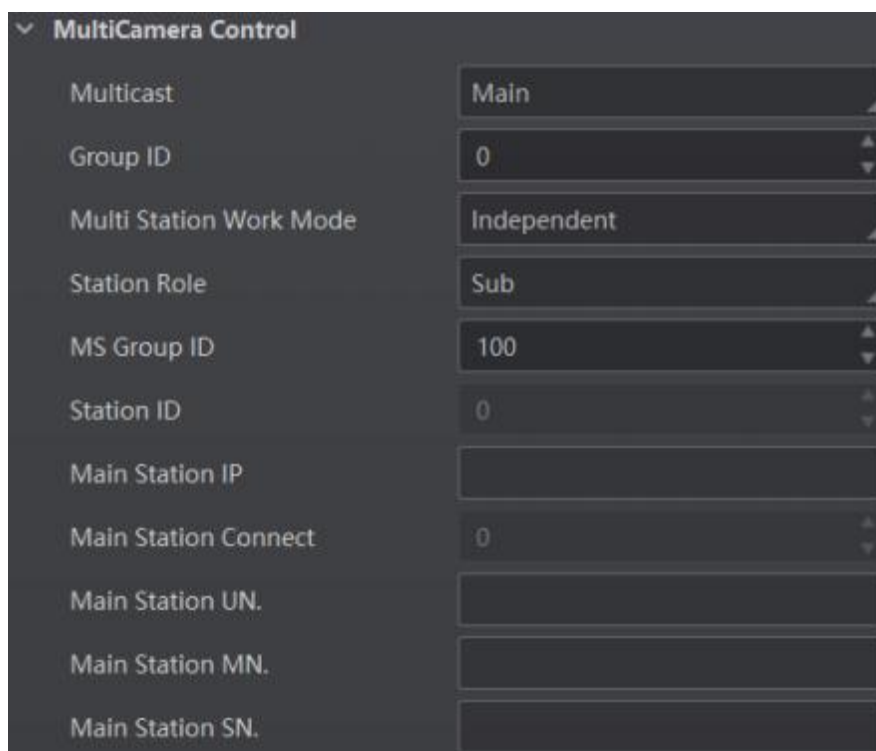 MultiCamera Control
Multicast Main
Group ID 0
Multi Station Work Mode Independent
Station Role Sub
MS Group ID 100
Station ID 0
Main Station IP
Main Station Connect 0
Main Station UN.
Main Station MN.
Main Station SN.